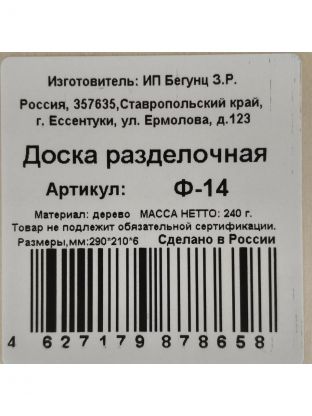 Изготовитель: ИП Бегунц З.Р.
Россия, 357635,Ставропольский край,
г. Ессентуки, ул. Ермолова, д.123
Доска разделочная
Артикул: Ф-14
Материал: дерево МАССА НЕТТО: 240 г.
Товар не подлежит обязательной сертификации.
Размеры,мм:290*210*6 Сделано в России
4 627179 878658